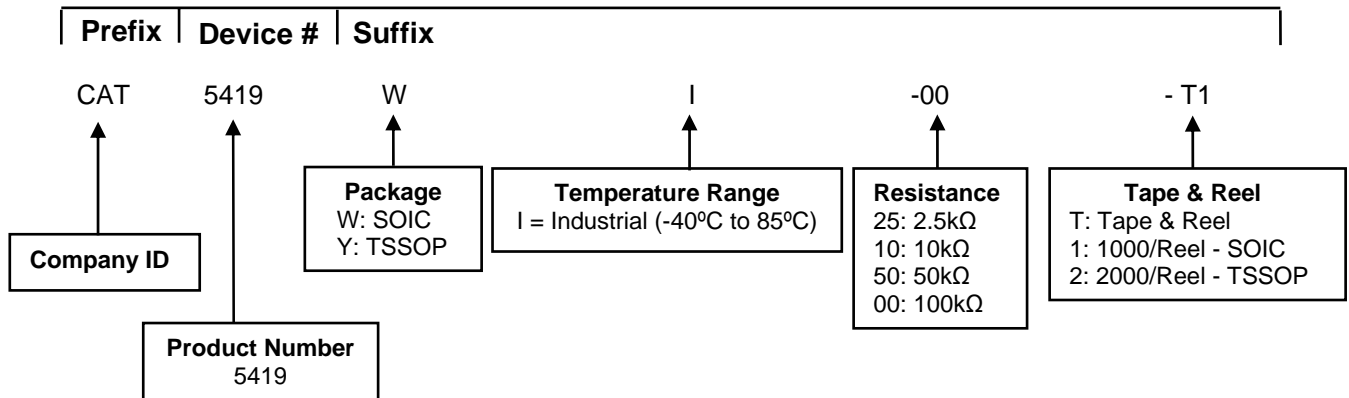 Prefix Device # Suffix
CAT 5419 W I -00 - T1
Package
W: SOIC
Y: TSSOP
Temperature Range
I = Industrial (-40ºC to 85ºC)
Resistance
25: 2.5kΩ
10: 10kΩ
50: 50kΩ
00: 100kΩ
Tape & Reel
T: Tape & Reel
1: 1000/Reel - SOIC
2: 2000/Reel - TSSOP
Company ID
Product Number
5419